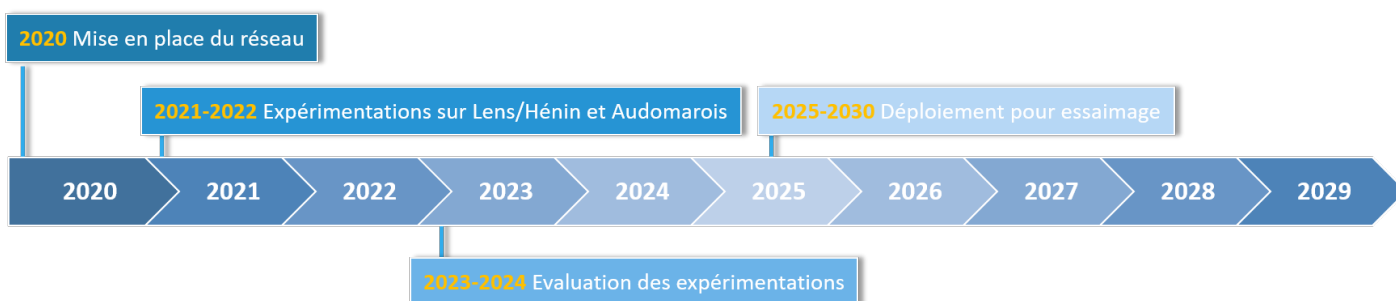 2020 Mise en place du réseau
2021-2022 Expérimentations sur Lens/Hénin et Audomarois
2025-2030 Déploiement pour essaimage
2020 2021 2022 2023 2024 2025 2026 2027 2028 2029
2023-2024 Evaluation des expérimentations